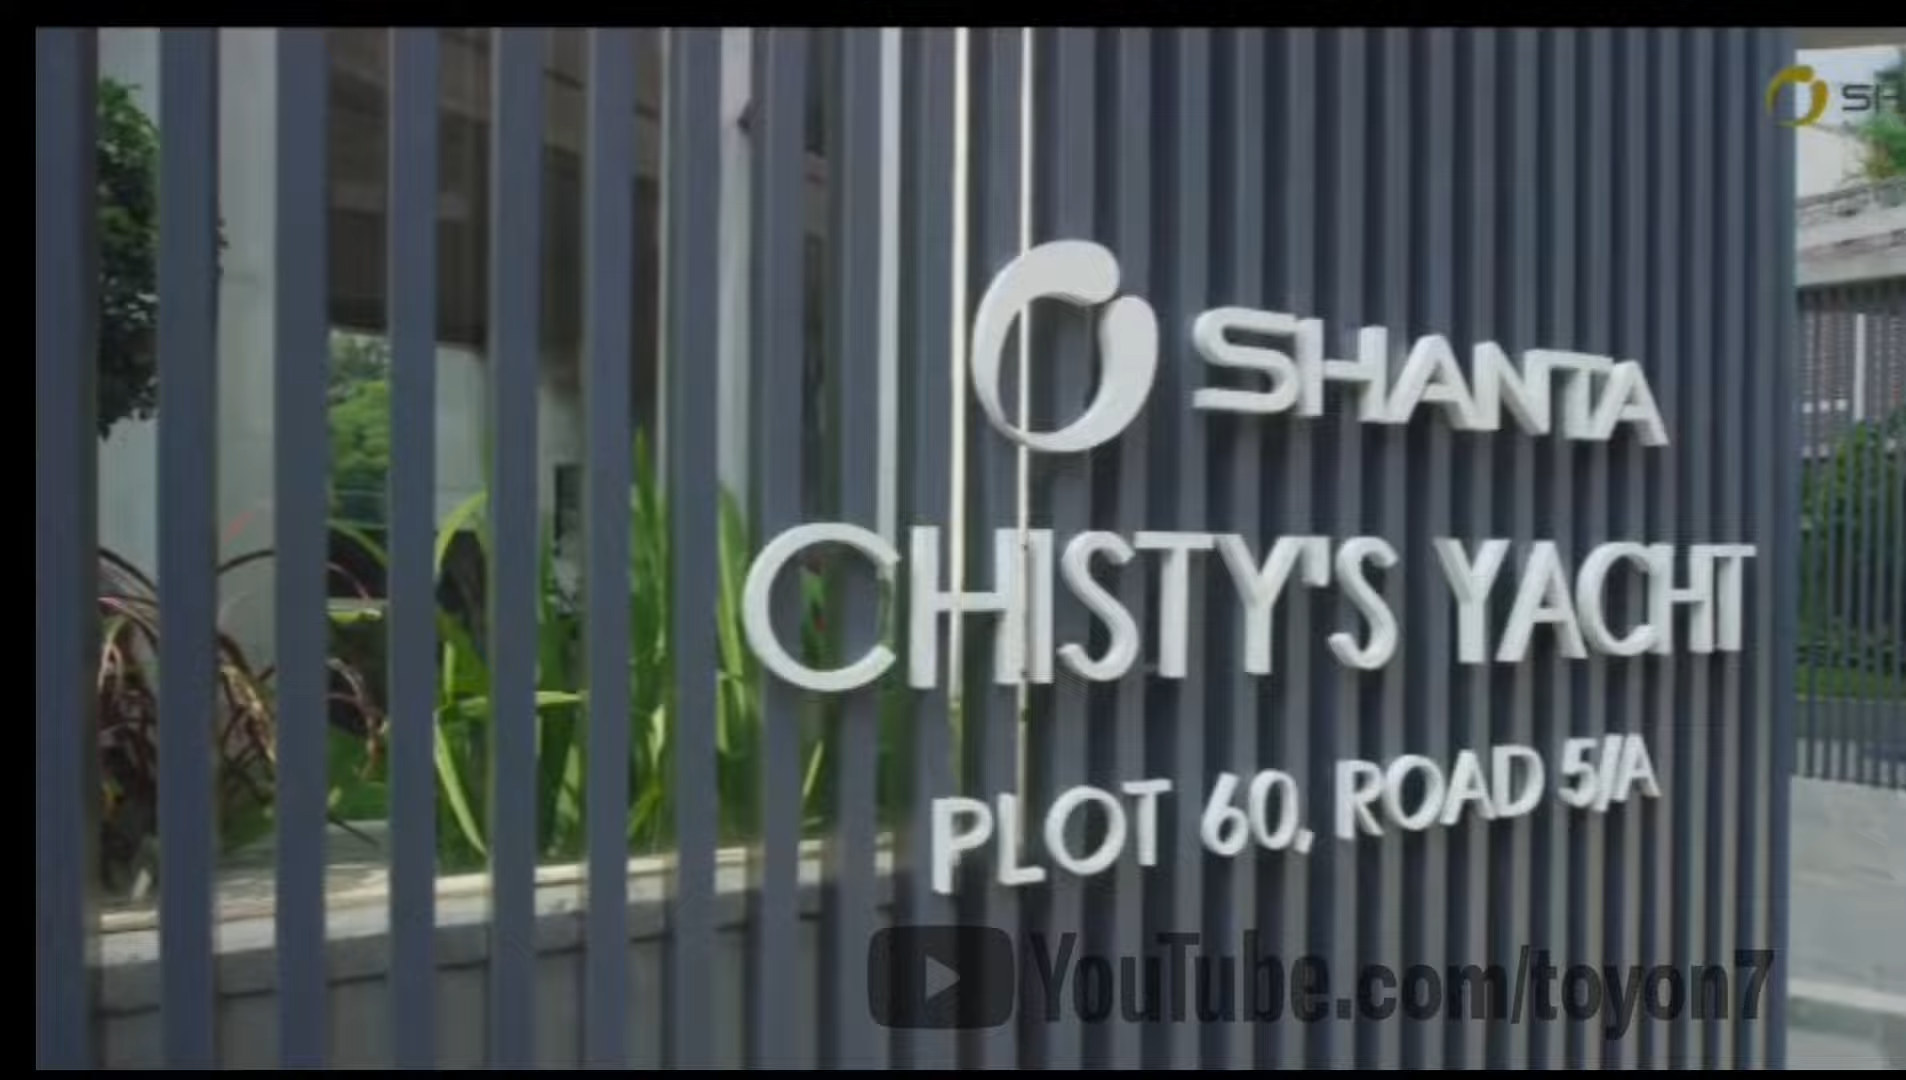 SHANTA
CHISTY'S YACHT
PLOT 60, ROAD 5/A
YouTube.com/toyon7